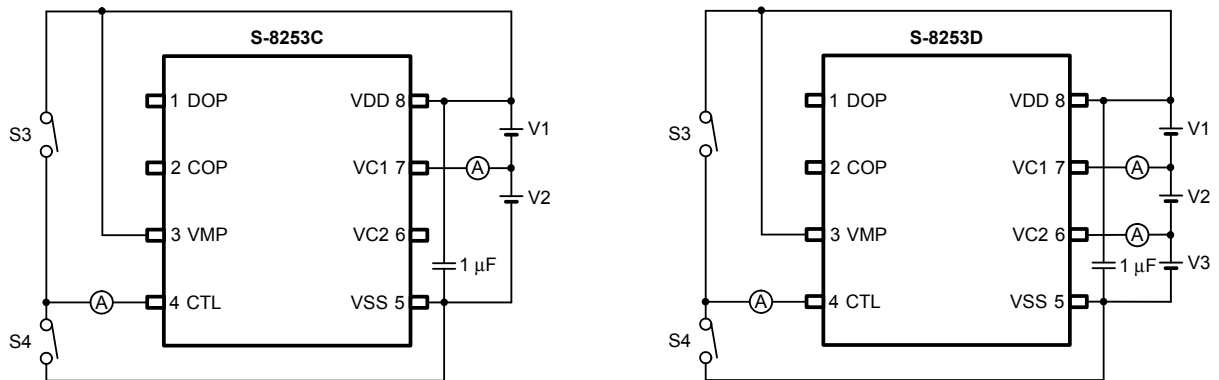 S-8253C
1 DOP
VDD 8
S3
V1
2 COP
VC1 7
A
V2
3 VMP
VC2 6
1 μF
A
4 CTL
VSS 5
S4
S-8253D
1 DOP
VDD 8
S3
V1
2 COP
VC1 7
A
V2
3 VMP
VC2 6
A
1 μF
V3
A
4 CTL
VSS 5
S4